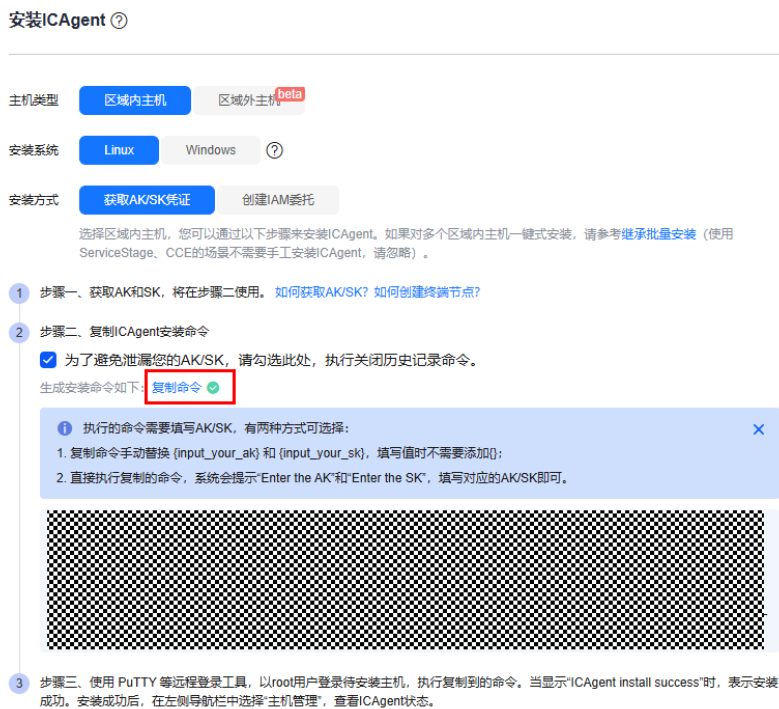 安装ICAgent ?
主机类型 区域内主机 区域外主机 beta
安装系统 Linux Windows ?
安装方式 获取AK/SK凭证 创建IAM委托
选择区域内主机，您可以通过以下步骤来安装ICAgent。如果对多个区域内主机一键式安装，请参考继承批量安装（使用
ServiceStage、CCE的场景不需要手工安装ICAgent，请忽略）。
1 步骤一、获取AK和SK，将在步骤二使用。 如何获取AK/SK？如何创建终端节点？
2 步骤二、复制ICAgent安装命令
为了避免泄漏您的AK/SK，请勾选此处，执行关闭历史记录命令。
生成安装命令如下：复制命令
执行的命令需要填写AK/SK，有两种方式可选择：
1. 复制命令手动替换 {input_your_ak} 和 {input_your_sk}，填写值时不需要添加{};
2. 直接执行复制的命令，系统会提示“Enter the AK”和“Enter the SK”，填写对应的AK/SK即可。
3 步骤三、使用 PuTTY 等远程登录工具，以root用户登录待安装主机，执行复制到的命令。当显示“ICAgent install success”时，表示安装
成功。安装成功后，在左侧导航栏中选择“主机管理”，查看ICAgent状态。